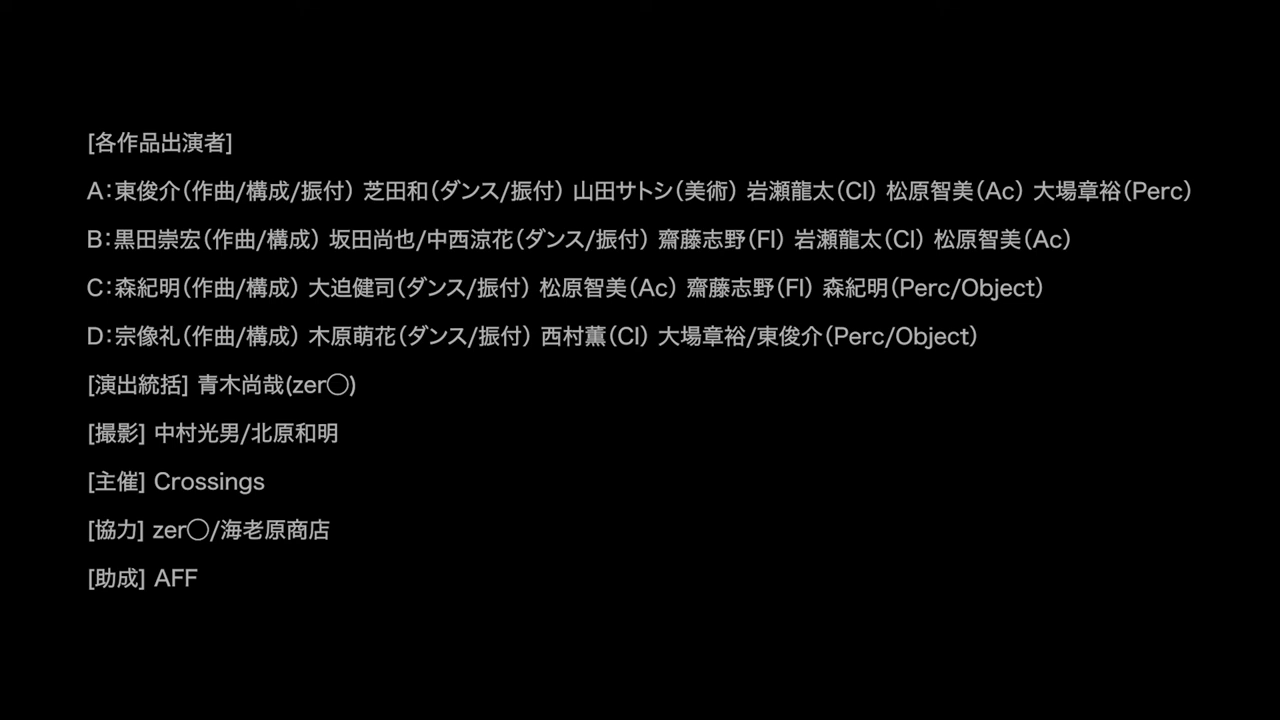 [各作品出演者]
A：東俊介（作曲/構成/振付） 芝田和（ダンス/振付） 山田サトシ（美術） 岩瀬龍太（Cl） 松原智美（Ac） 大場章裕（Perc）
B：黒田崇宏（作曲/構成） 坂田尚也/中西涼花（ダンス/振付） 齋藤志野（Fl） 岩瀬龍太（Cl） 松原智美（Ac）
C：森紀明（作曲/構成） 大迫健司（ダンス/振付） 松原智美（Ac） 齋藤志野（Fl） 森紀明（Perc/Object）
D：宗像礼（作曲/構成） 木原萌花（ダンス/振付） 西村薫（Cl） 大場章裕/東俊介（Perc/Object）
[演出統括] 青木尚哉(zer〇)
[撮影] 中村光男/北原和明
[主催] Crossings
[協力] zer〇/海老原商店
[助成] AFF